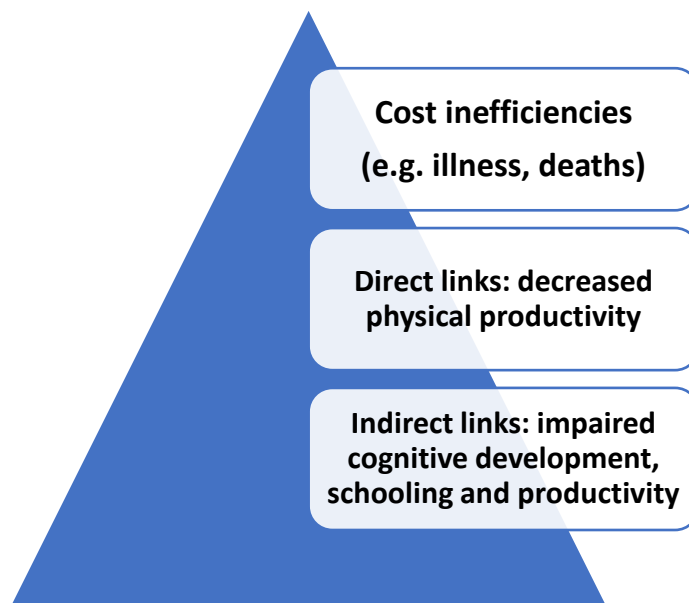 Cost inefficiencies
(e.g. illness, deaths)
Direct links: decreased
physical productivity
Indirect links: impaired
cognitive development,
schooling and productivity